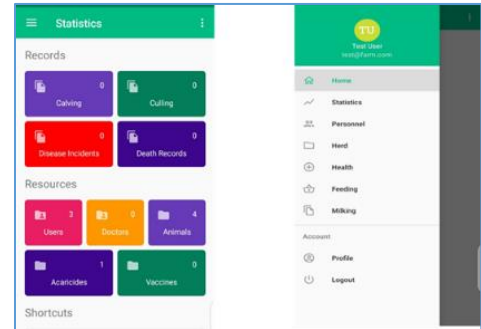 Statistics
Records
0
Calving
0
Culling
0
Disease Incidents
0
Death Records
Resources
3
Users
0
Doctors
4
Animals
1
Acaricides
0
Vaccines
Shortcuts
TU
Test User
test@farm.com
Home
Statistics
Personnel
Herd
Health
Feeding
Milking
Account
Profile
Logout